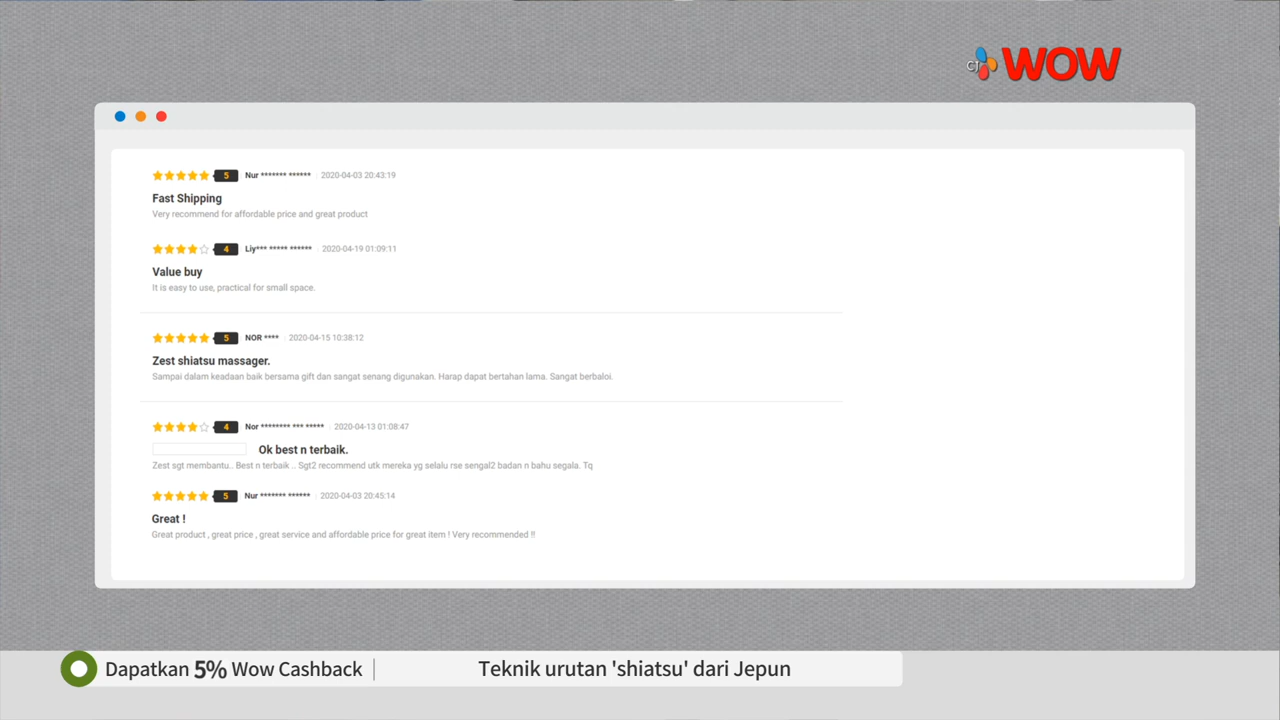 CJ WOW
5 Nur ******* ****** 2020-04-03 20:43:19
Fast Shipping
Very recommend for affordable price and great product
4 Liy*** ***** ****** 2020-04-19 01:09:11
Value buy
It is easy to use, practical for small space.
5 NOR **** 2020-04-15 10:38:12
Zest shiatsu massager.
Sampai dalam keadaan baik bersama gift dan sangat senang digunakan. Harap dapat bertahan lama. Sangat berbaloi.
4 Nor ******** *** ***** 2020-04-13 01:08:47
Ok best n terbaik.
Zest sgt membantu.. Best n terbaik .. Sgt2 recommend utk mereka yg selalu rse sengal2 badan n bahu segala. Tq
5 Nur ******* ****** 2020-04-03 20:45:14
Great !
Great product , great price , great service and affordable price for great item ! Very recommended !!
Dapatkan 5% Wow Cashback | Teknik urutan 'shiatsu' dari Jepun